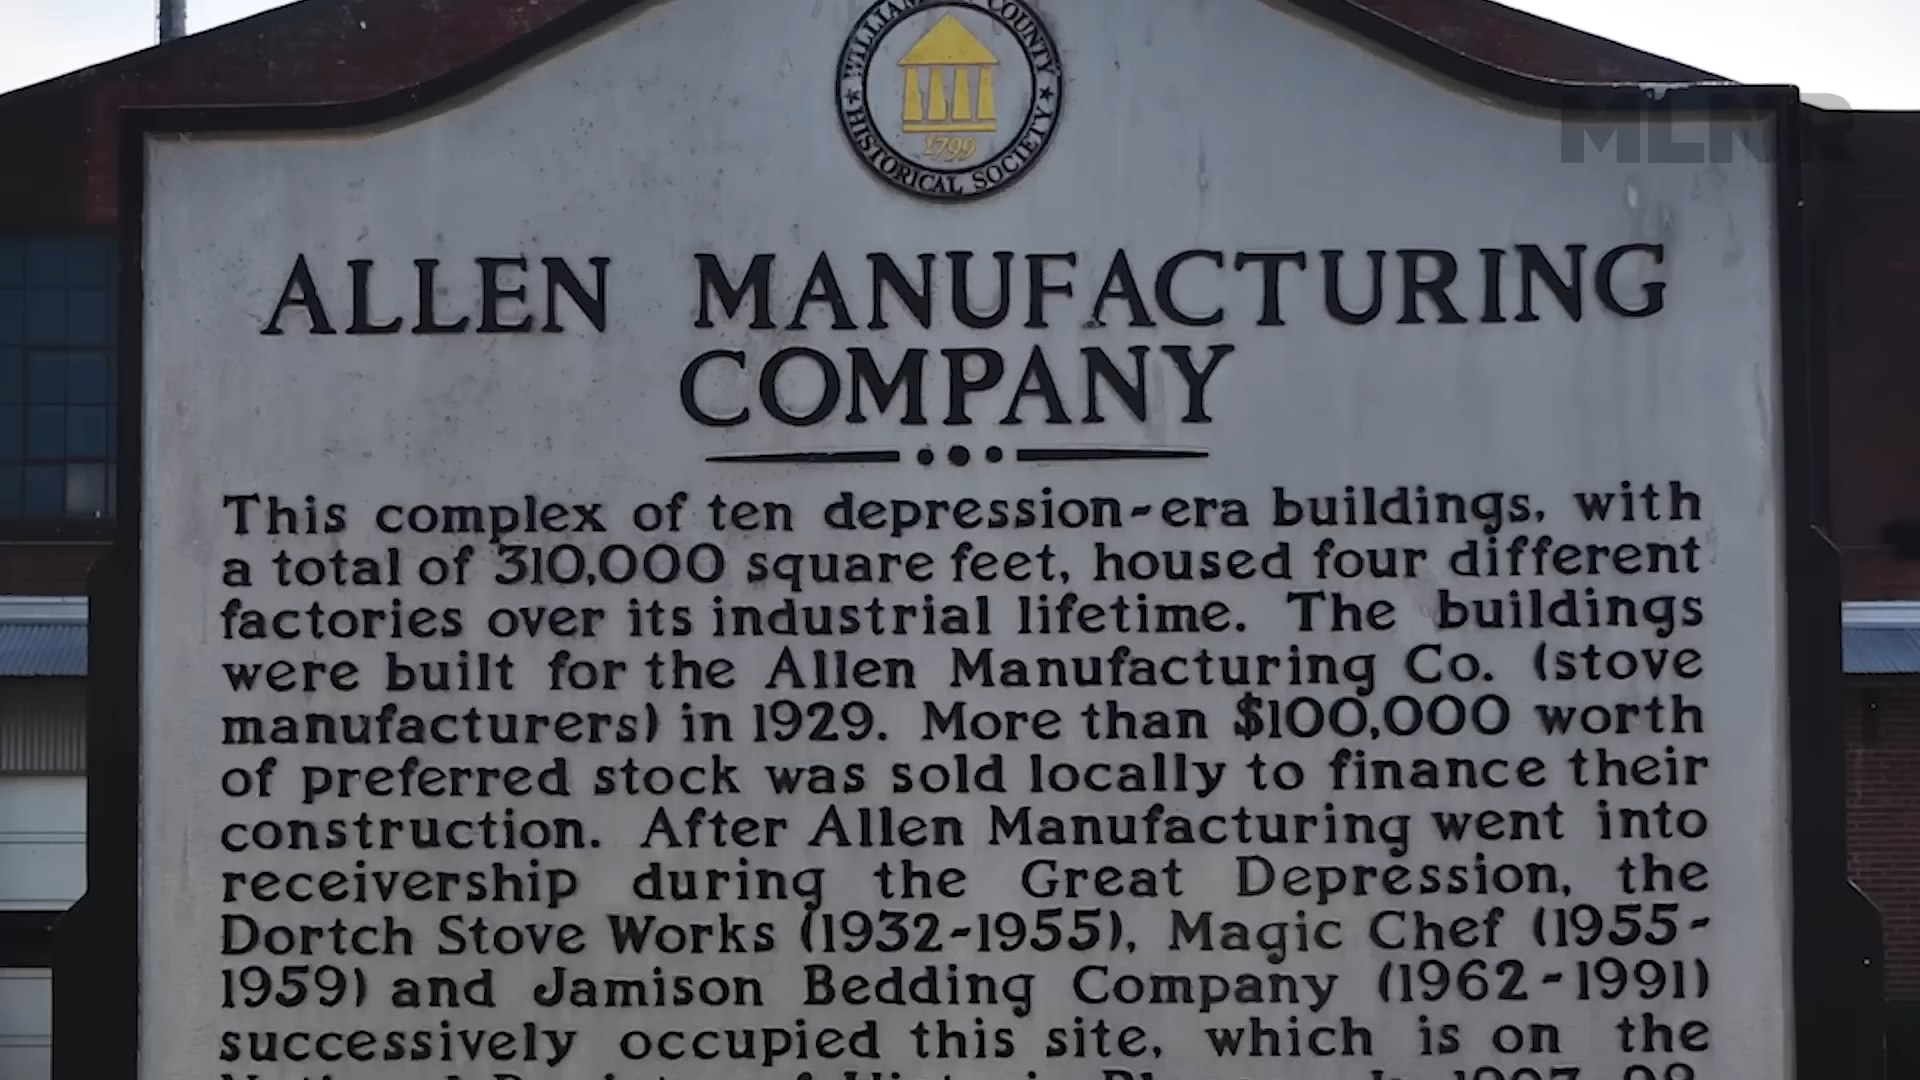 COUNTY
HISTORICAL SOCIETY
1799
MLNR
ALLEN MANUFACTURING
COMPANY
This complex of ten depression-era buildings, with
a total of 310,000 square feet, housed four different
factories over its industrial lifetime. The buildings
were built for the Allen Manufacturing Co. (stove
manufacturers) in 1929. More than $100,000 worth
of preferred stock was sold locally to finance their
construction. After Allen Manufacturing went into
receivership during the Great Depression, the
Dortch Stove Works (1932-1955), Magic Chef (1955-
1959) and Jamison Bedding Company (1962-1991)
successively occupied this site, which is on the